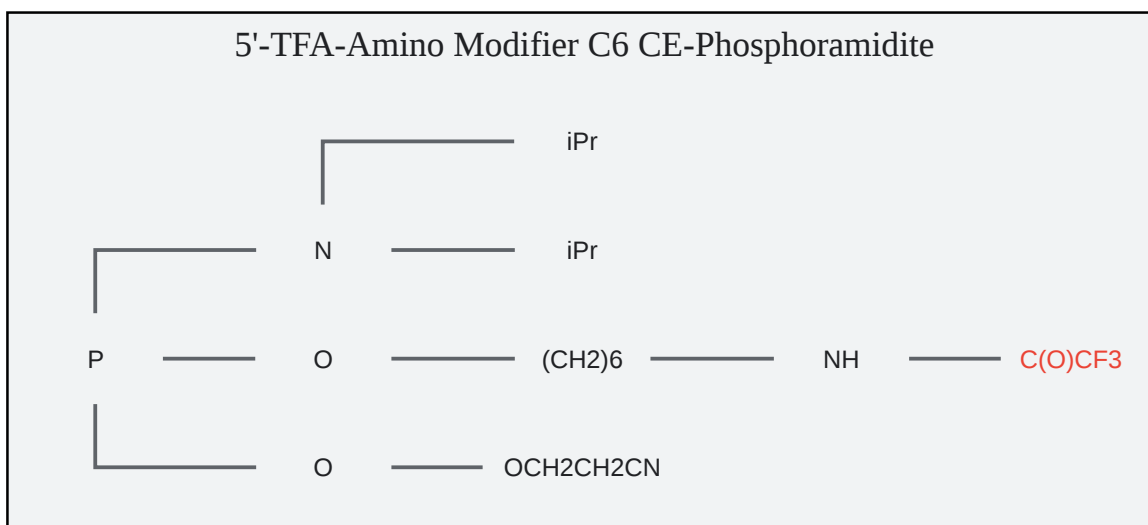 5'-TFA-Amino Modifier C6 CE-Phosphoramidite
iPr
N iPr
P O (CH2)6 NH C(O)CF3
O OCH2CH2CN